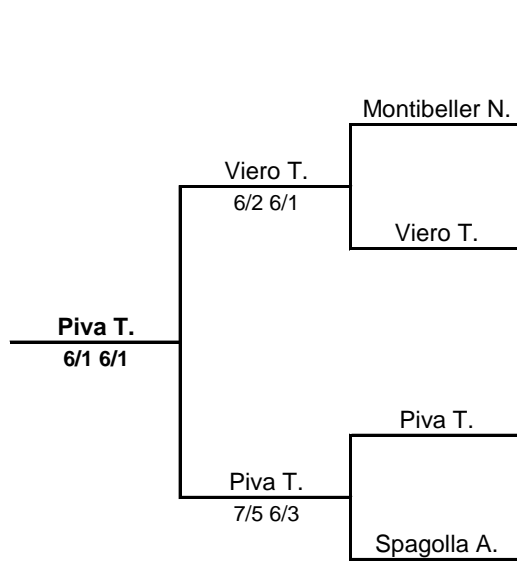 Montibeller N.
Viero T.
6/2 6/1
Viero T.
Piva T.
6/1 6/1
Piva T.
Piva T.
7/5 6/3
Spagolla A.